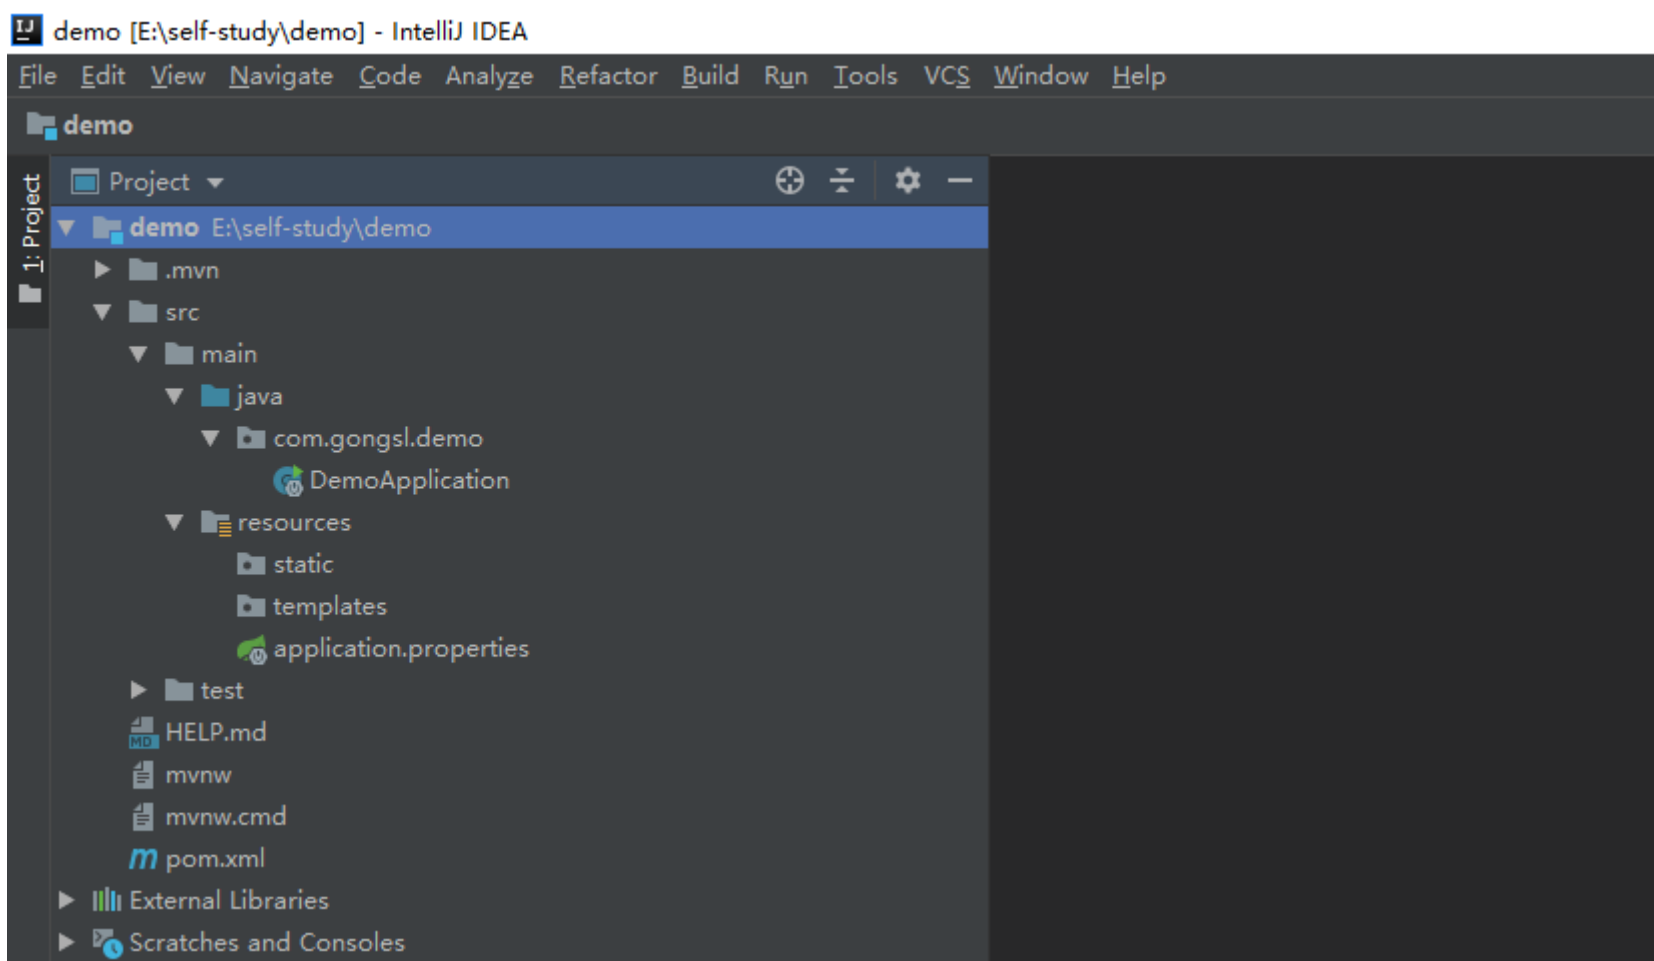 demo [E:\self-study\demo] - IntelliJ IDEA
File Edit View Navigate Code Analyze Refactor Build Run Tools VCS Window Help
demo
1: Project
Project
demo E:\self-study\demo
.mvn
src
main
java
com.gongsl.demo
DemoApplication
resources
static
templates
application.properties
test
HELP.md
mvnw
mvnw.cmd
pom.xml
External Libraries
Scratches and Consoles